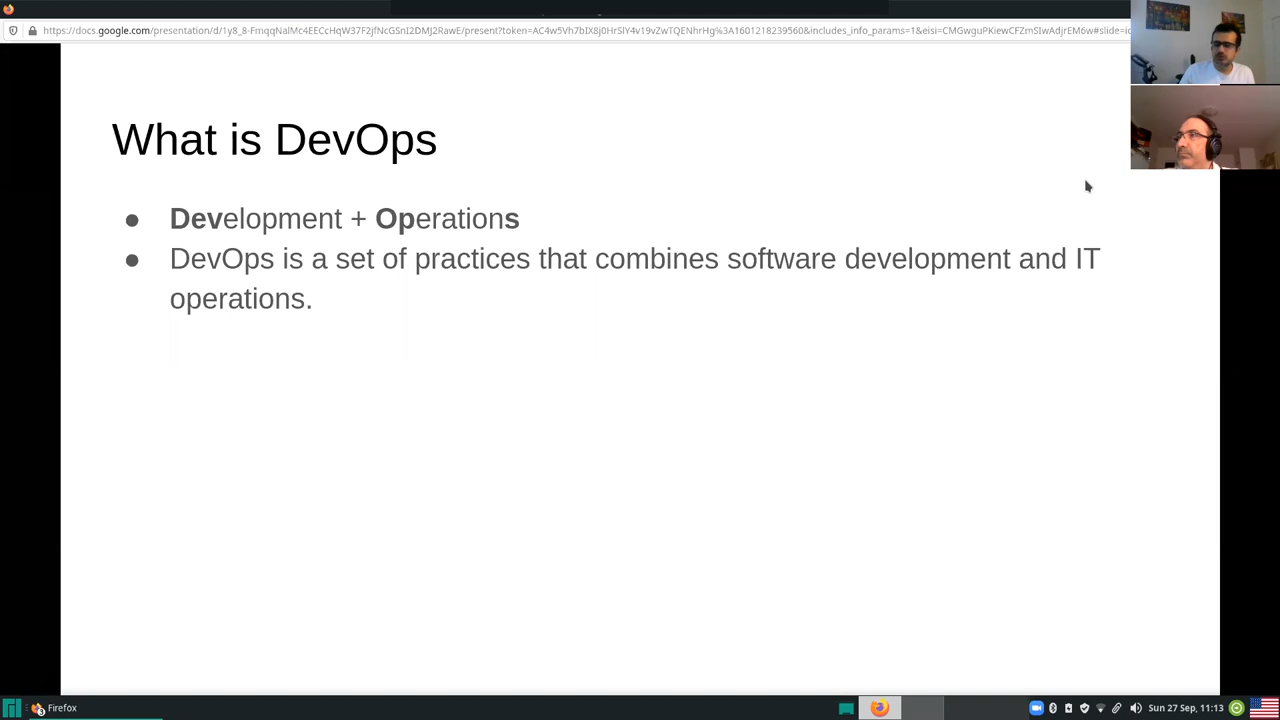 What is DevOps
● Development + Operations
● DevOps is a set of practices that combines software development and IT
operations.
Firefox
Sun 27 Sep, 11:13